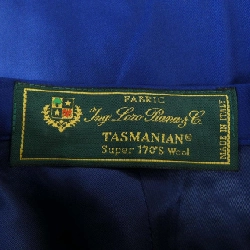 FABRIC
Ing. Loro Piana & C.
TASMANIAN®
Super 170'S Wool
MADE IN ITALY